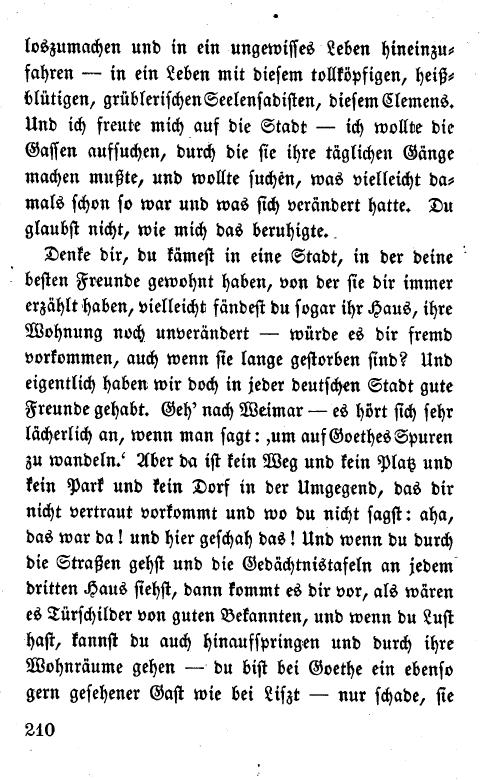 loszumachen und in ein ungewisses Leben hineinzu-
fahren — in ein Leben mit diesem tollköpfigen, heiß-
blütigen, grüblerischen Seelensadisten, diesem Clemens.
Und ich freute mich auf die Stadt — ich wollte die
Gassen aufsuchen, durch die sie ihre täglichen Gänge
machen mußte, und wollte suchen, was vielleicht da-
mals schon so war und was sich verändert hatte. Du
glaubst nicht, wie mich das beruhigte.
Denke dir, du kämest in eine Stadt, in der deine
besten Freunde gewohnt haben, von der sie dir immer
erzählt haben, vielleicht fändest du sogar ihr Haus, ihre
Wohnung noch unverändert — würde es dir fremd
vorkommen, auch wenn sie lange gestorben sind? Und
eigentlich haben wir doch in jeder deutschen Stadt gute
Freunde gehabt. Geh' nach Weimar — es hört sich sehr
lächerlich an, wenn man sagt: ‚um auf Goethes Spuren
zu wandeln.‘ Aber da ist kein Weg und kein Platz und
kein Park und kein Dorf in der Umgegend, das dir
nicht vertraut vorkommt und wo du nicht sagst: aha,
das war da! und hier geschah das! Und wenn du durch
die Straßen gehst und die Gedächtnistafeln an jedem
dritten Haus siehst, dann kommt es dir vor, als wären
es Türschilder von guten Bekannten, und wenn du Lust
hast, kannst du auch hinaufspringen und durch ihre
Wohnräume gehen — du bist bei Goethe ein ebenso
gern gesehener Gast wie bei Liszt — nur schade, sie
210